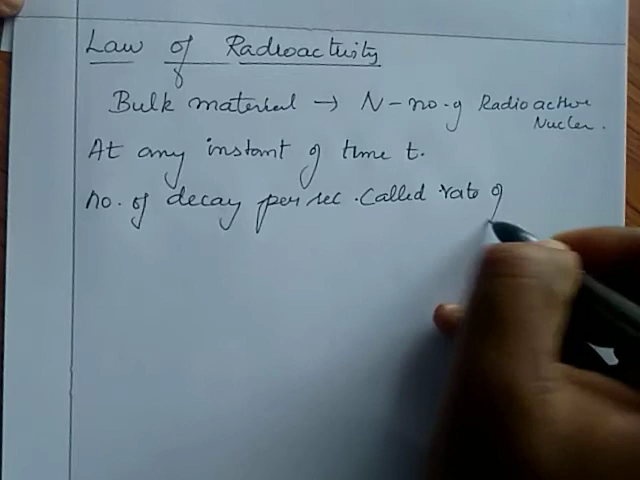 Law of Radioactivity
Bulk material → N - no. of Radioactive
Nuclei.
At any instant of time t.
no. of decay per sec. Called rate of